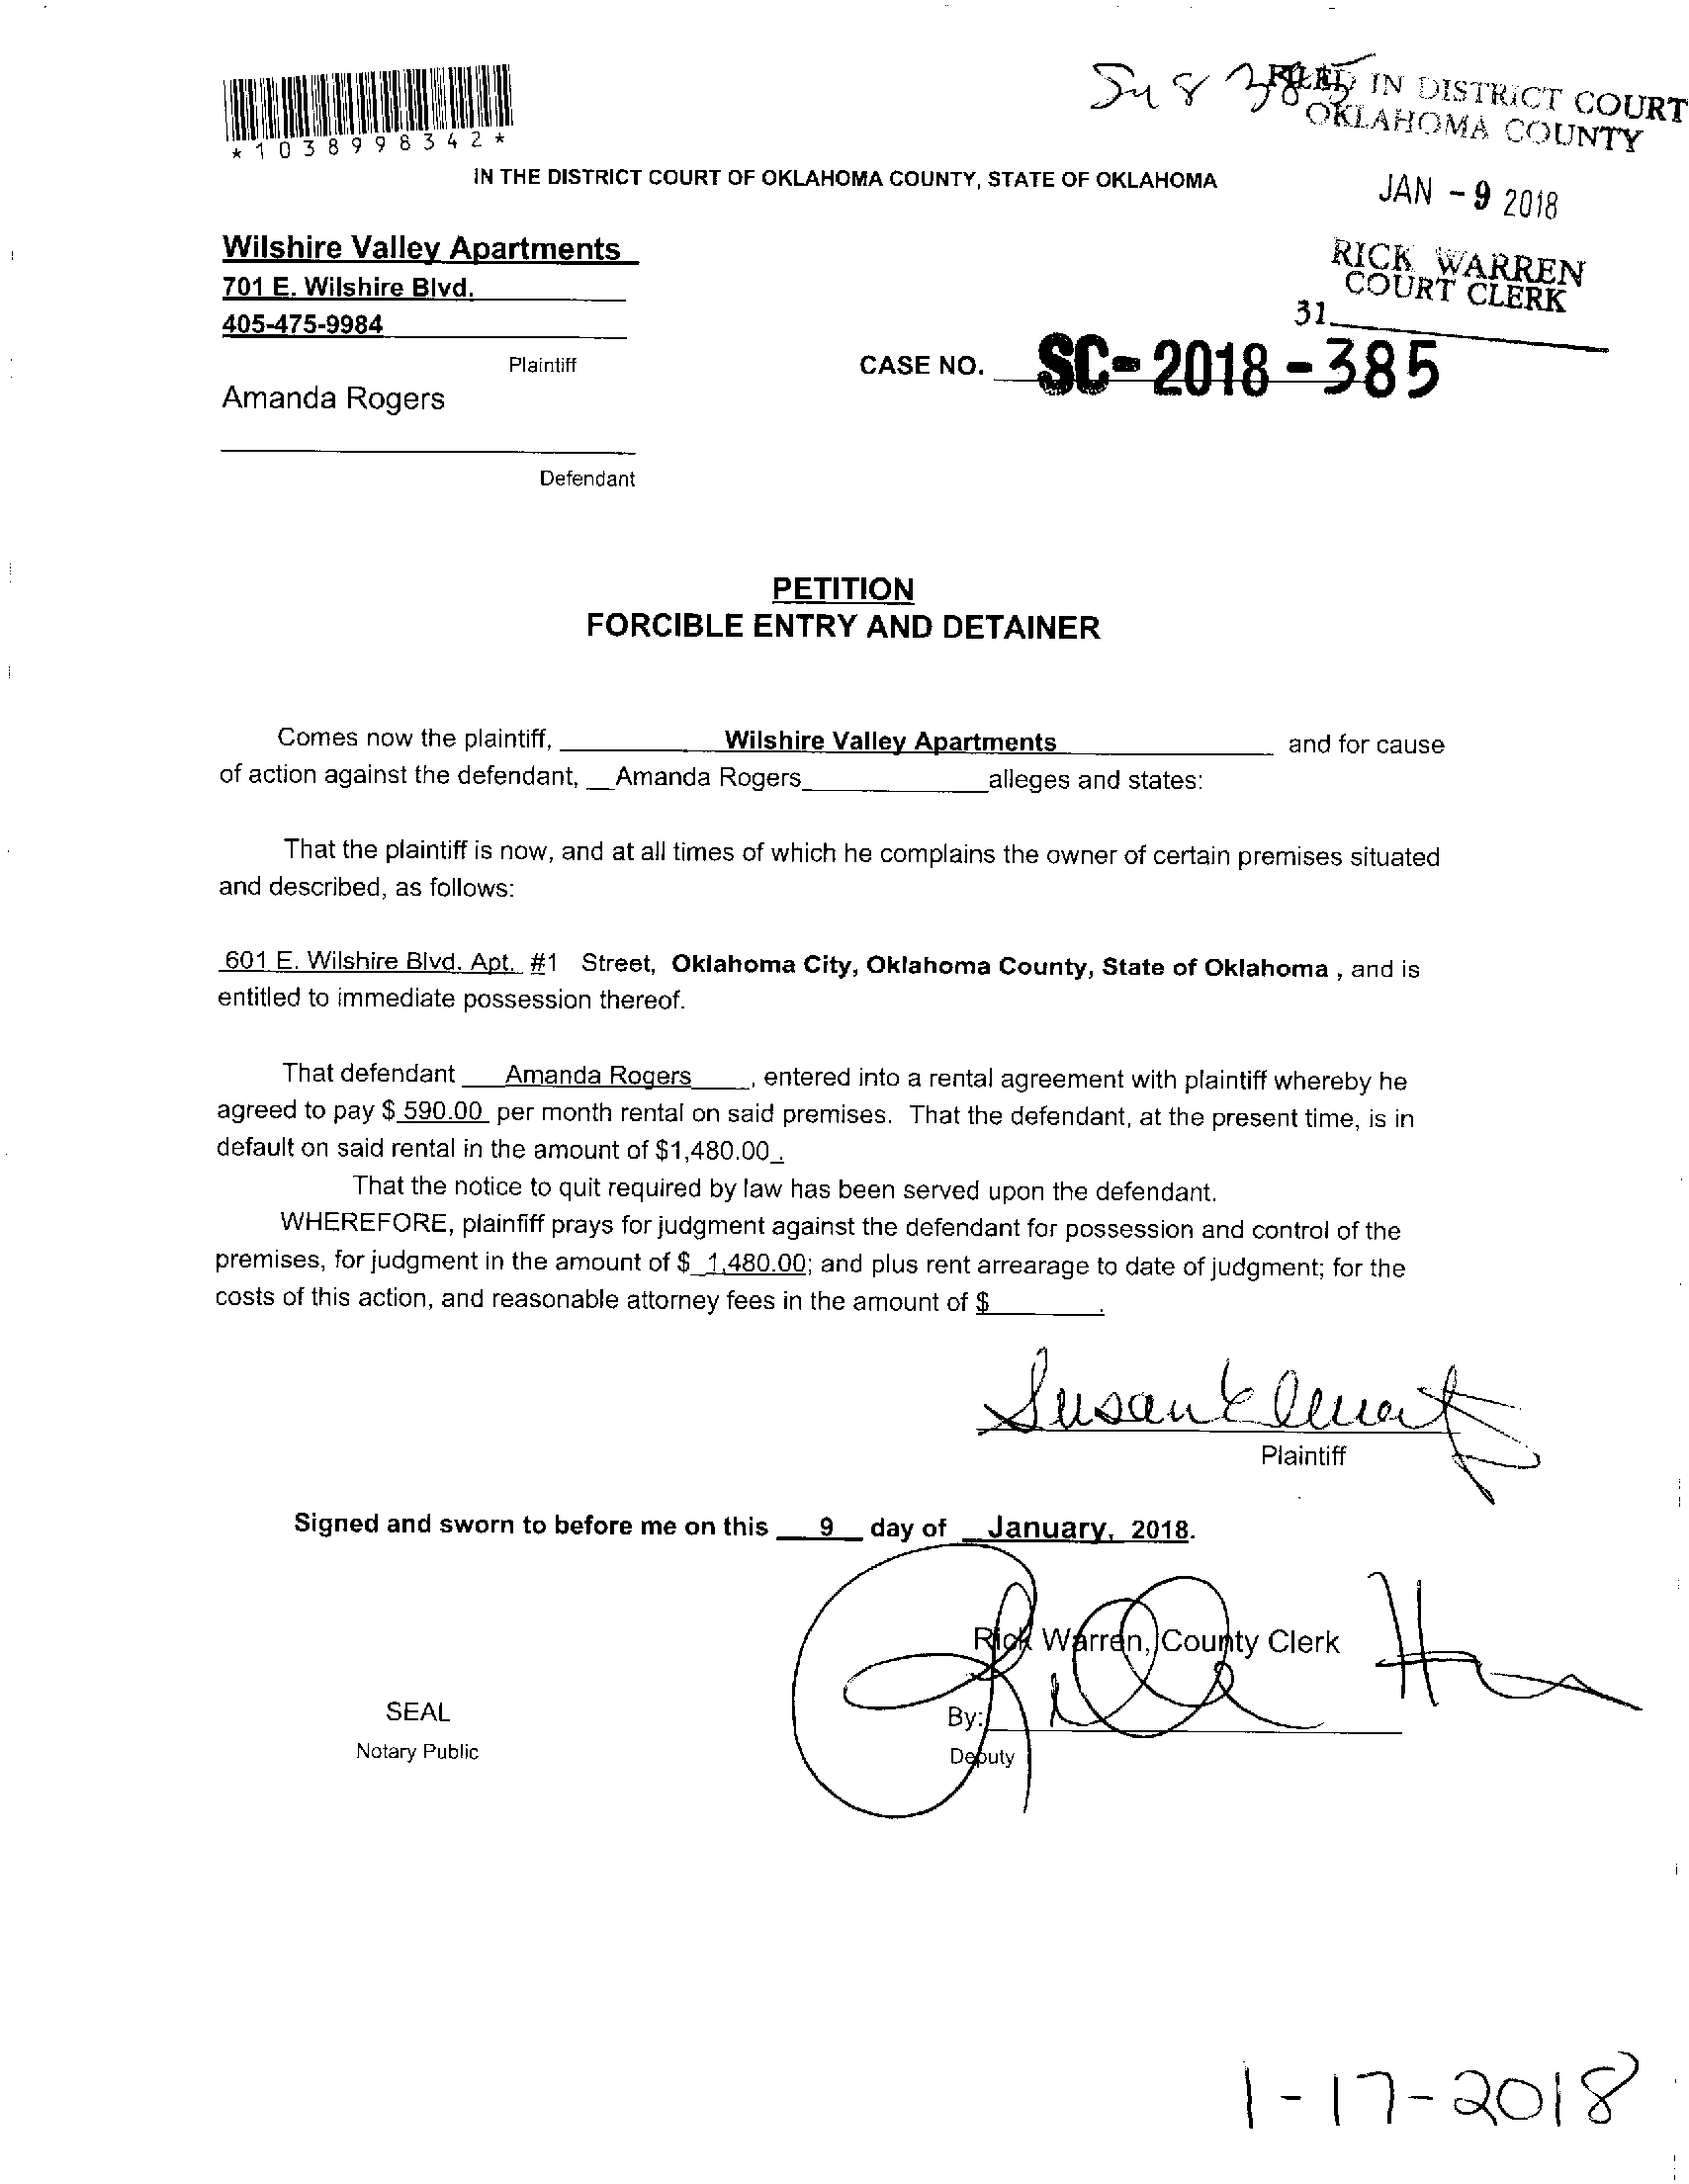 FILED IN DISTRICT COURT
OKLAHOMA COUNTY
*1038998342*
IN THE DISTRICT COURT OF OKLAHOMA COUNTY, STATE OF OKLAHOMA
JAN - 9 2018
Wilshire Valley Apartments
701 E. Wilshire Blvd.
405-475-9984
RICK WARREN
COURT CLERK
31
Plaintiff
CASE NO. SC-2018-385
Amanda Rogers
Defendant
PETITION
FORCIBLE ENTRY AND DETAINER
Comes now the plaintiff, Wilshire Valley Apartments and for cause
of action against the defendant, Amanda Rogers alleges and states:
That the plaintiff is now, and at all times of which he complains the owner of certain premises situated
and described, as follows:
601 E. Wilshire Blvd. Apt. #1 Street, Oklahoma City, Oklahoma County, State of Oklahoma , and is
entitled to immediate possession thereof.
That defendant Amanda Rogers , entered into a rental agreement with plaintiff whereby he
agreed to pay $ 590.00 per month rental on said premises. That the defendant, at the present time, is in
default on said rental in the amount of $1,480.00 .
That the notice to quit required by law has been served upon the defendant.
WHEREFORE, plainfiff prays for judgment against the defendant for possession and control of the
premises, for judgment in the amount of $ 1,480.00; and plus rent arrearage to date of judgment; for the
costs of this action, and reasonable attorney fees in the amount of $ .
Susan
Plaintiff
Signed and sworn to before me on this 9 day of January, 2018.
Rick Warren, County Clerk
SEAL
By:
Notary Public
Deputy
1-17-2018